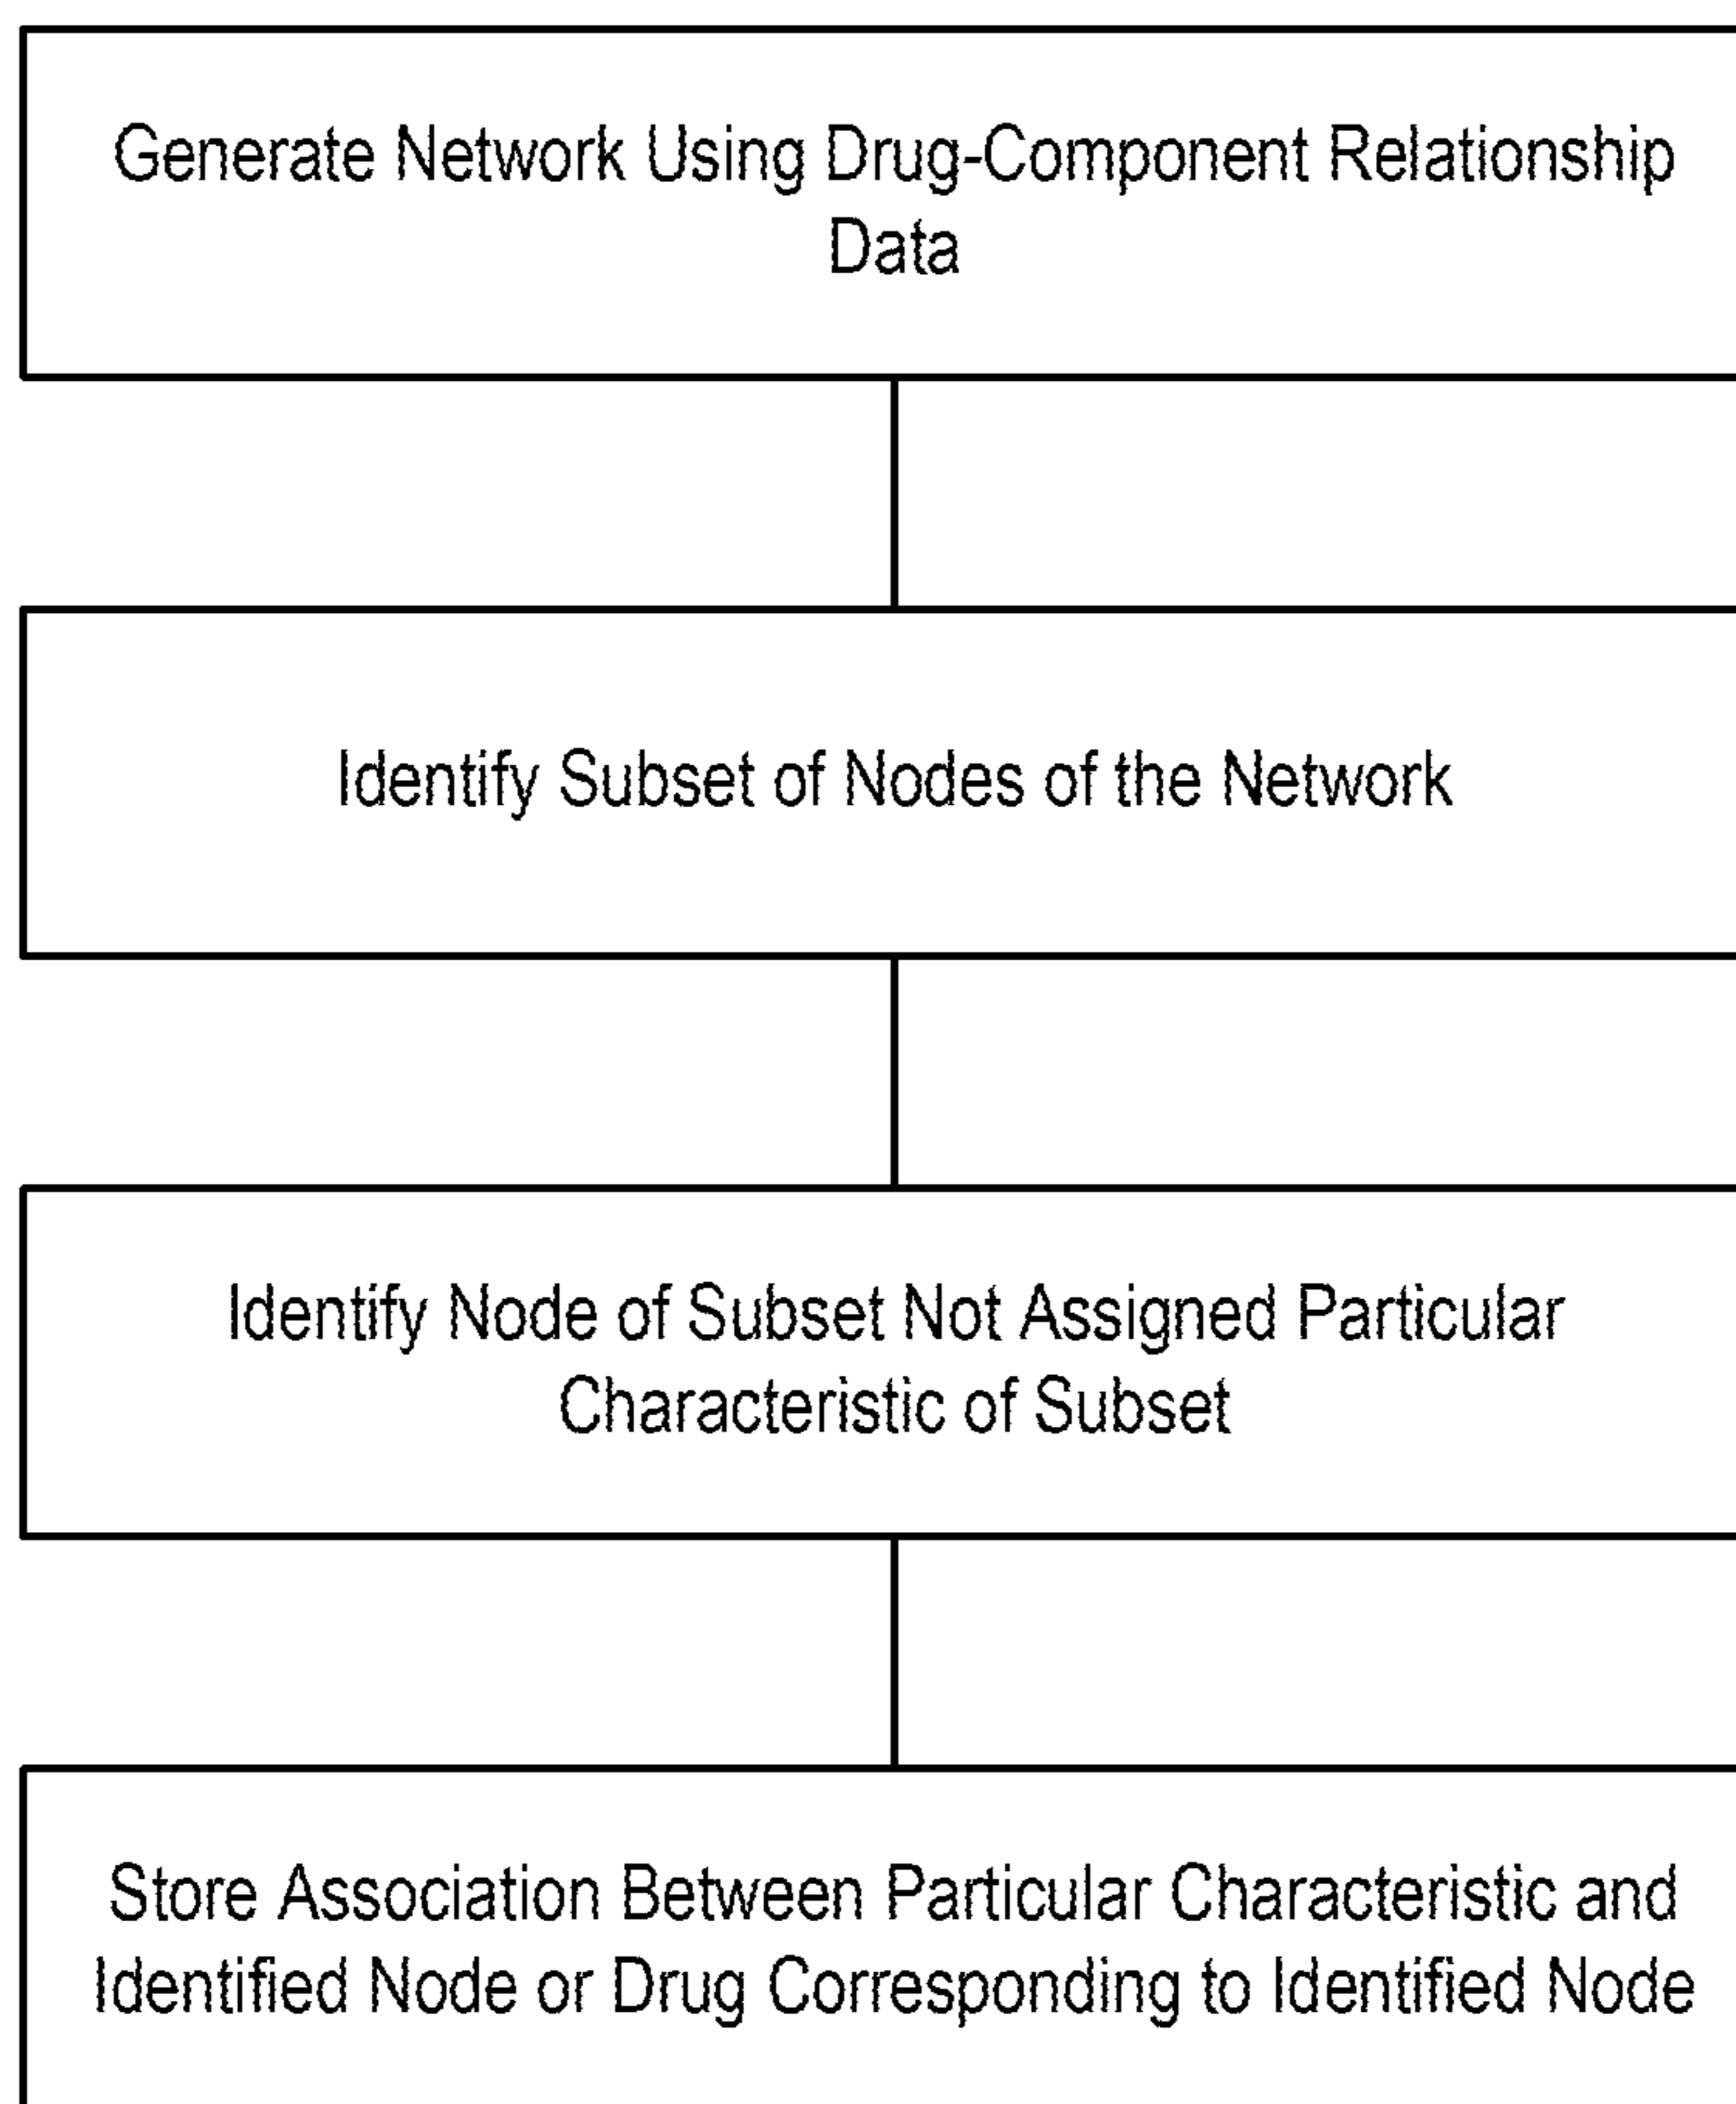 Generate Network Using Drug-Component Relationship
Data
Identify Subset of Nodes of the Network
Identify Node of Subset Not Assigned Particular
Characteristic of Subset
Store Association Between Particular Characteristic and
Identified Node or Drug Corresponding to Identified Node